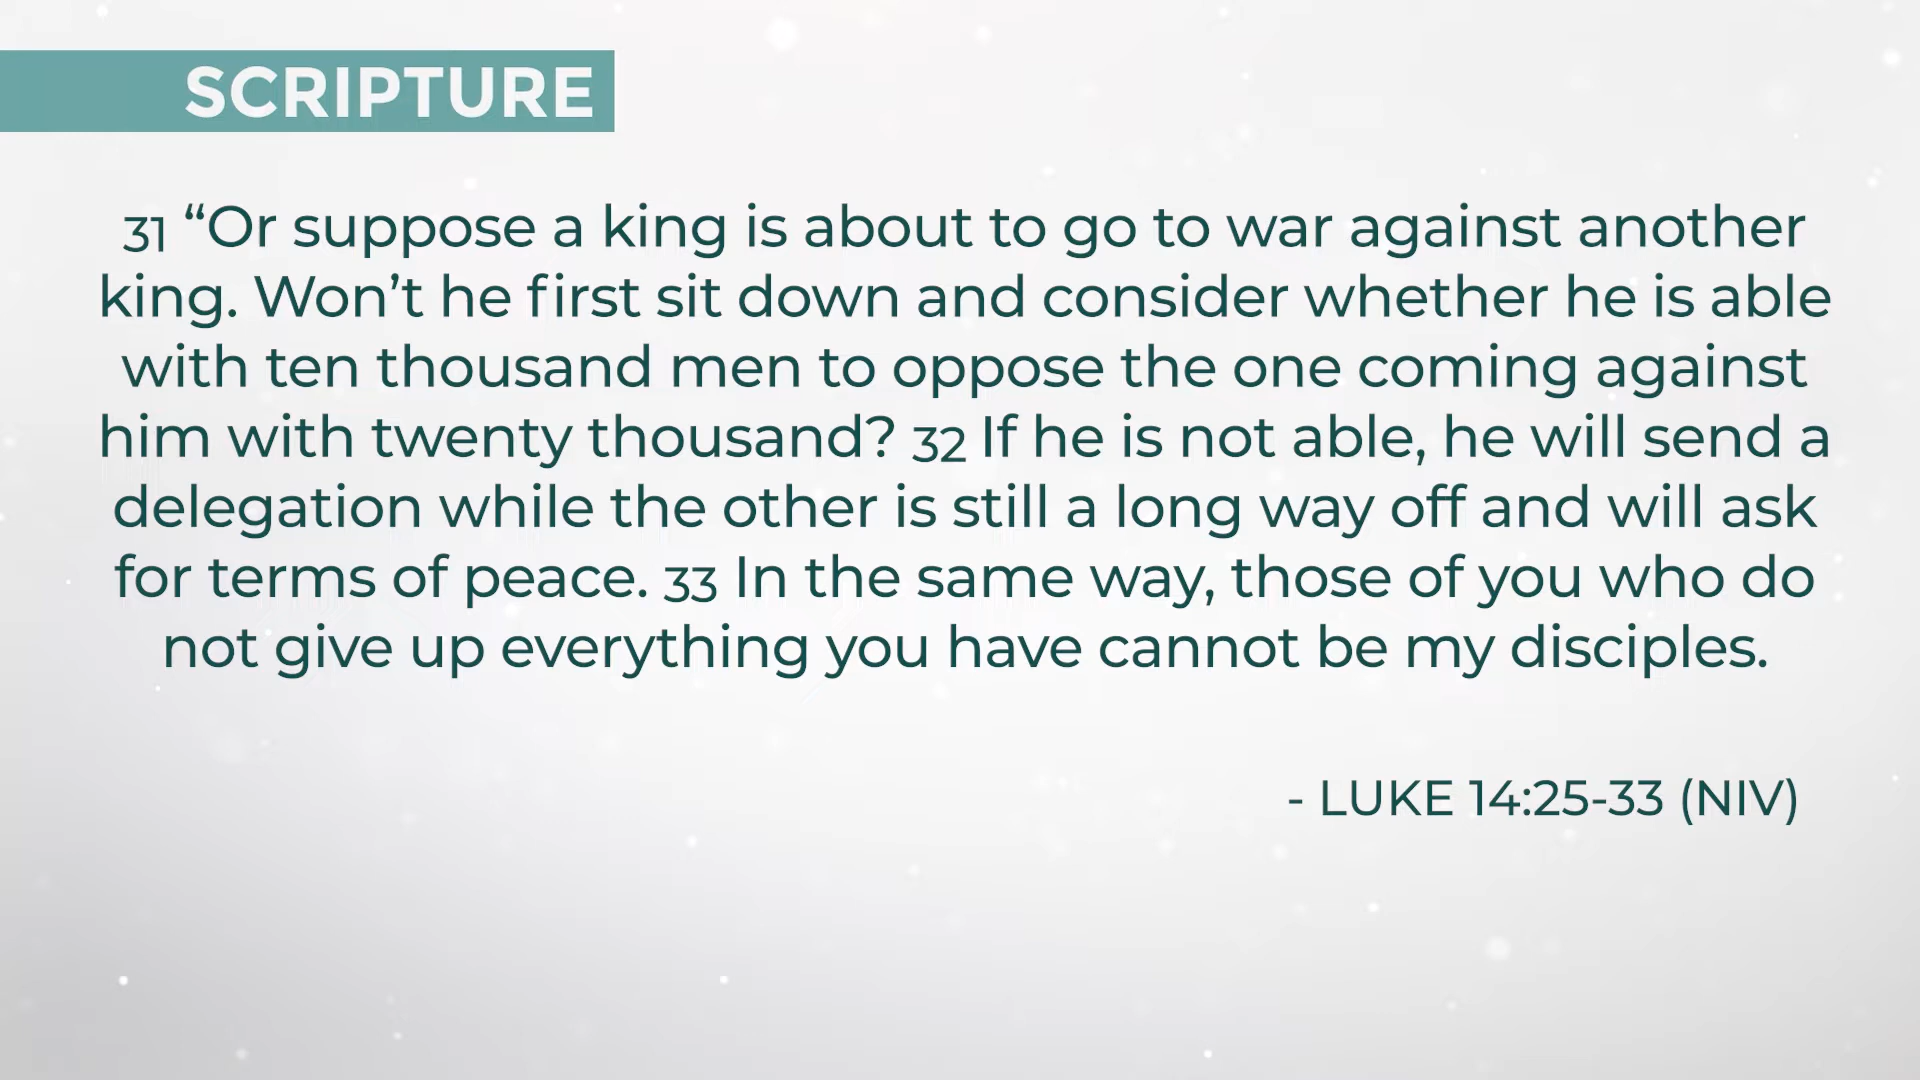 SCRIPTURE
31 “Or suppose a king is about to go to war against another
king. Won’t he first sit down and consider whether he is able
with ten thousand men to oppose the one coming against
him with twenty thousand? 32 If he is not able, he will send a
delegation while the other is still a long way off and will ask
for terms of peace. 33 In the same way, those of you who do
not give up everything you have cannot be my disciples.
- LUKE 14:25-33 (NIV)